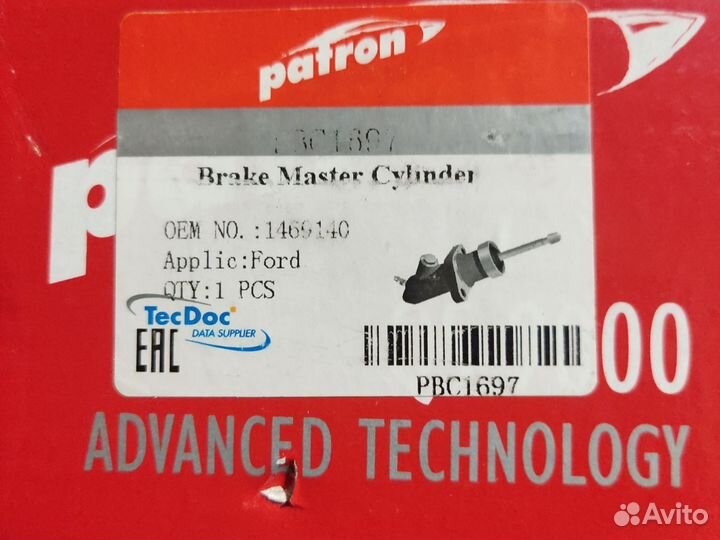 patron
PBC1697
Brake Master Cylinder
OEM NO.:1469140
Applic:Ford
QTY:1 PCS
TecDoc
DATA SUPPLIER
EAC
PBC1697
00
ADVANCED TECHNOLOGY
Avito